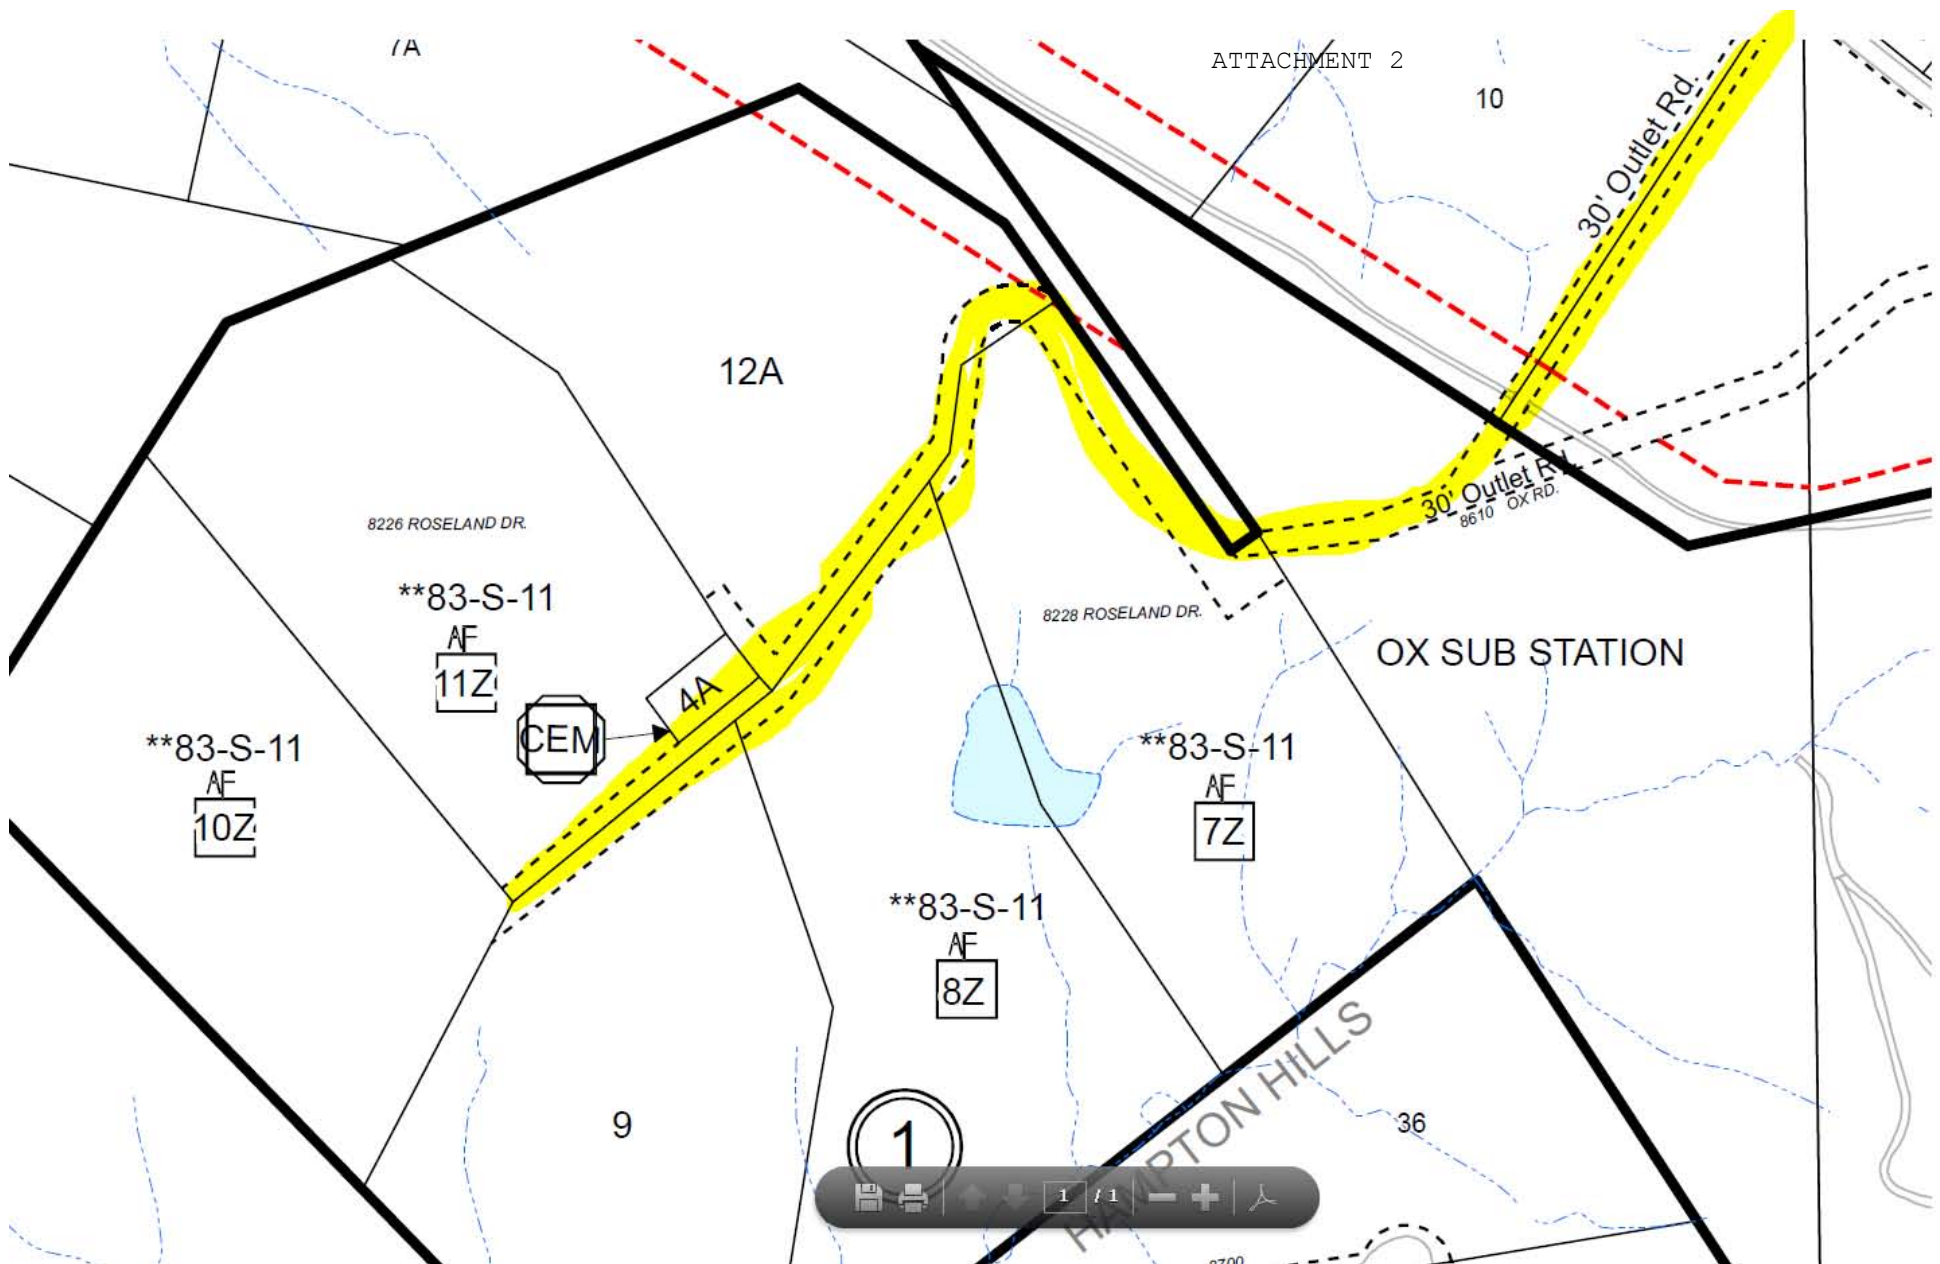 7A
ATTACHMENT 2
10
30' Outlet Rd.
12A
30' Outlet Rd.
8610 OX RD.
8226 ROSELAND DR.
**83-S-11
AF
11Z
8228 ROSELAND DR.
OX SUB STATION
4A
CEM
**83-S-11
AF
10Z
**83-S-11
AF
7Z
**83-S-11
AF
8Z
HAMPTON HILLS
9
1
36
1 / 1